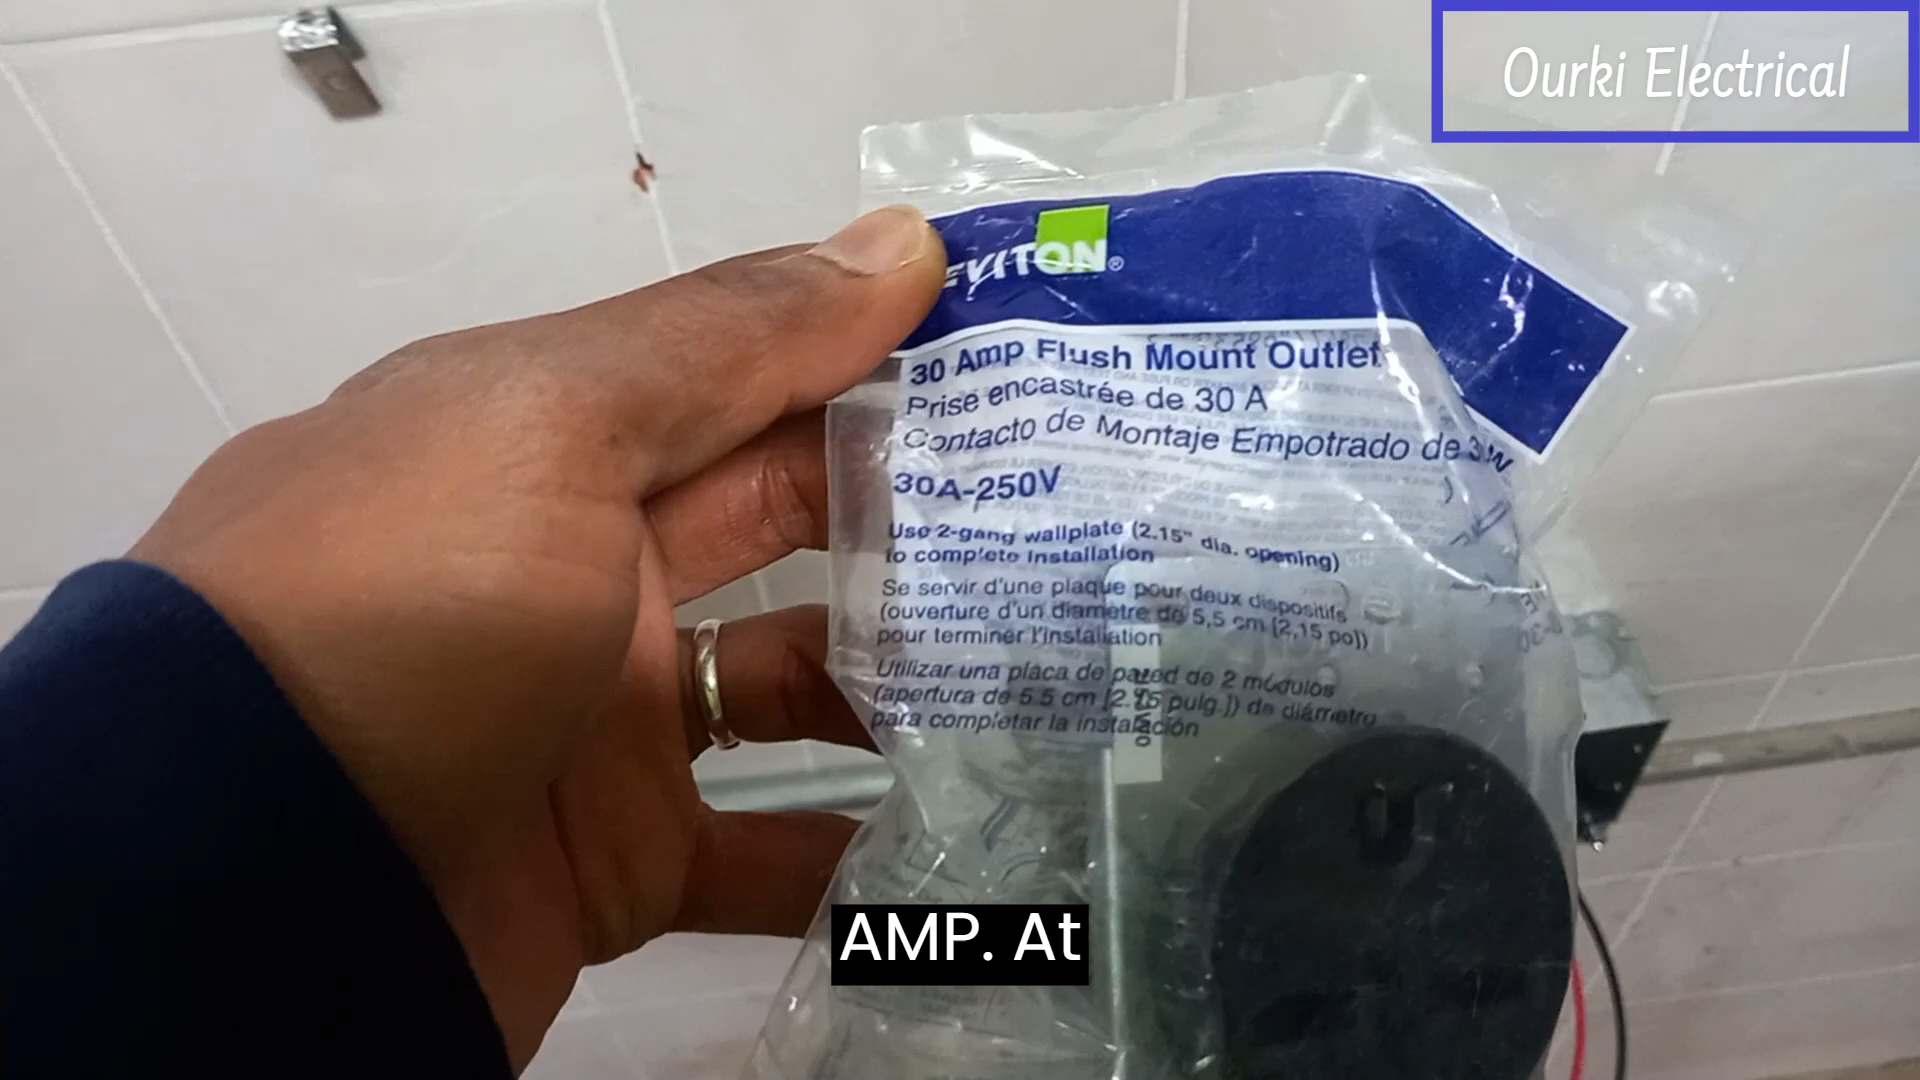 Ourki Electrical
LEVITON®
30 Amp Flush Mount Outlet
Prise encastrée de 30 A
Contacto de Montaje Empotrado de
30A-250V
Use 2-gang wallplate (2.15" dia. opening)
to complete installation
Se servir d'une plaque pour deux dispositifs
(ouverture d'un diametre de 5,5 cm [2,15 po])
pour terminer l'installation
Utilizar una placa de pared de 2 módulos
(apertura de 5.5 cm [2.15 pulg.]) de diámetro
para completar la instalación
AMP. At